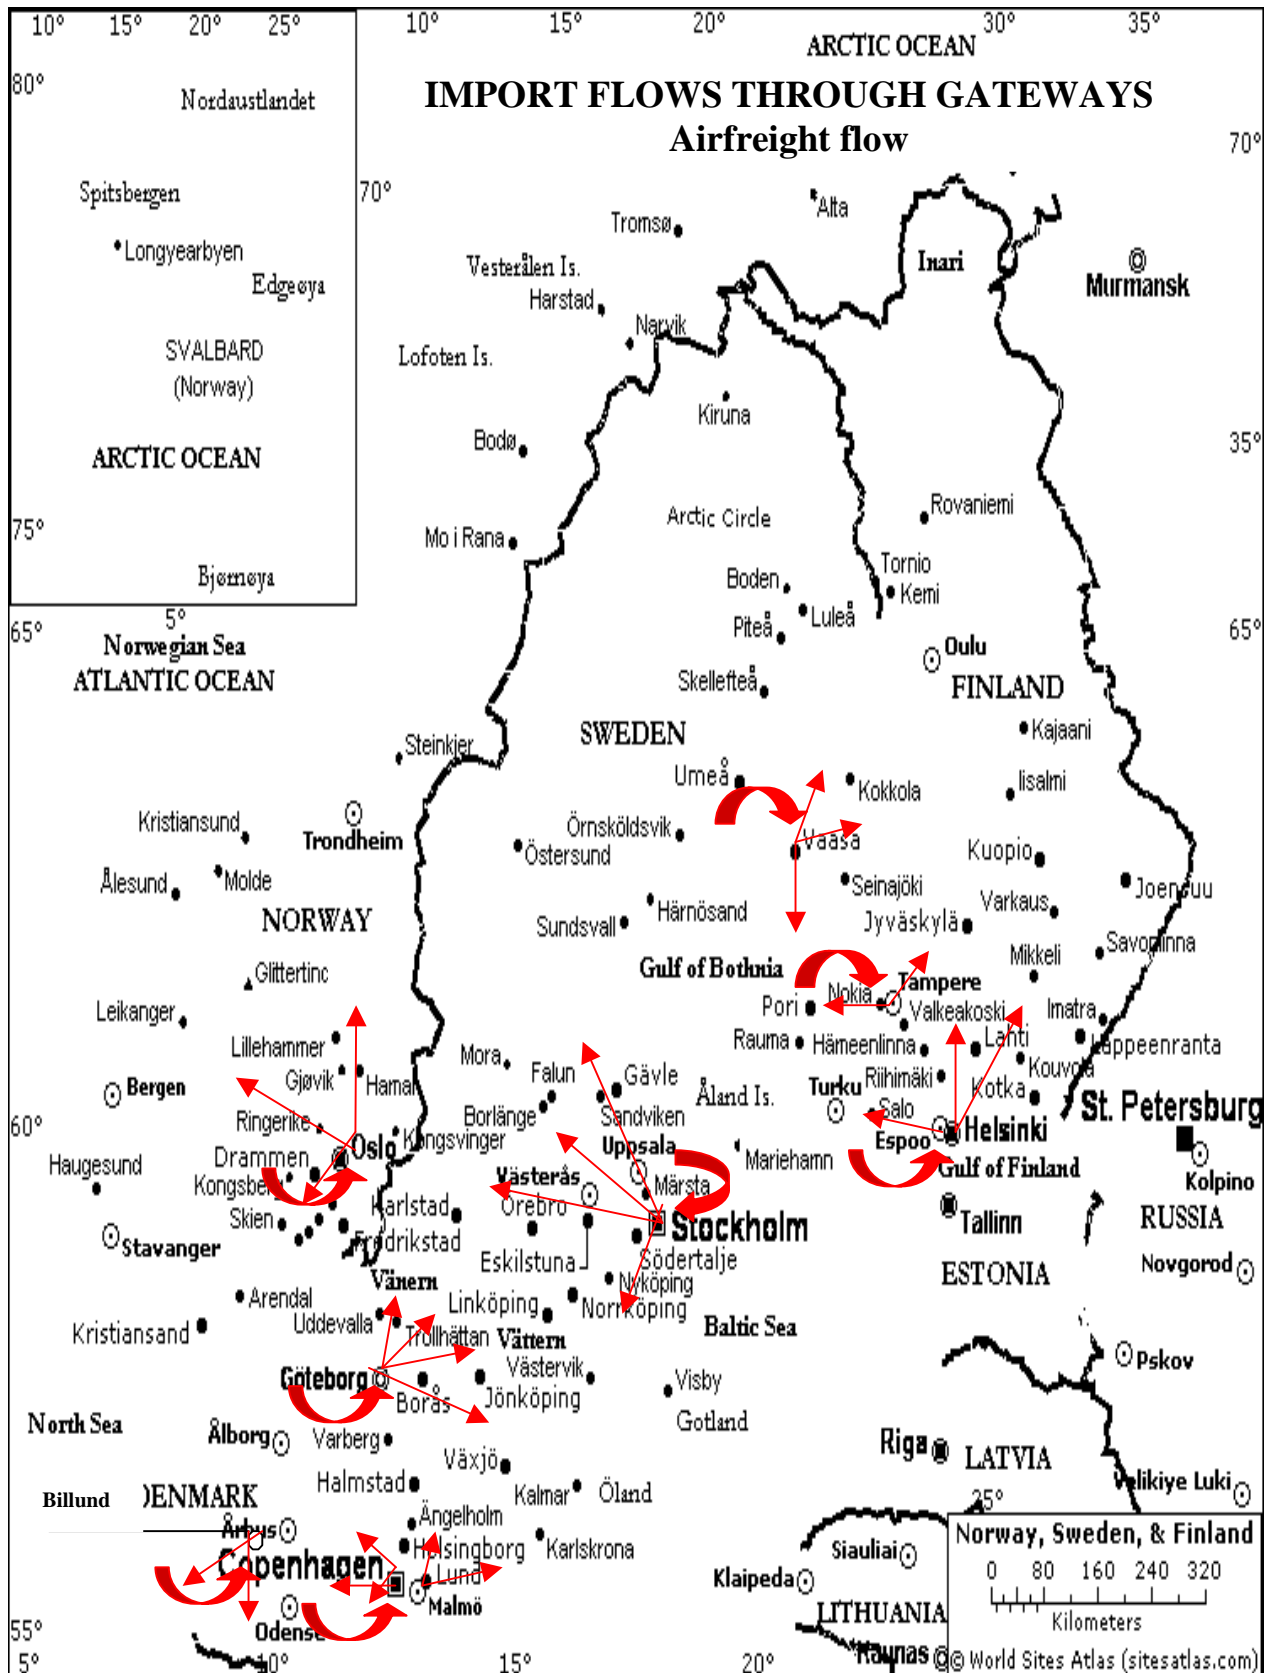 10° 15° 20° 25° 10° 15° 20° 30° 35°
ARCTIC OCEAN
80°
IMPORT FLOWS THROUGH GATEWAYS
Airfreight flow
Nordaustlandet
70°
Spitsbergen
70°
Alta
Tromsø
Longyearbyen
Inari
Vesterålen Is.
Edgeøya
Murmansk
Harstad
Narvik
SVALBARD
(Norway)
Lofoten Is.
Kiruna
Bodø
35°
ARCTIC OCEAN
Rovaniemi
Arctic Circle
75°
Mo i Rana
Tornio
Bjørnøya
Boden
Kemi
5°
Luleå
65°
Piteå
65°
Norwegian Sea
Oulu
ATLANTIC OCEAN
Skellefteå
FINLAND
SWEDEN
Kajaani
Steinkjer
Umeå
Iisalmi
Kokkola
Kristiansund
Örnsköldsvik
Trondheim
Vaasa
Östersund
Kuopio
Ålesund
Molde
Seinajöki
Joensuu
Varkaus
NORWAY
Härnösand
Sundsvall
Jyväskylä
Savonlinna
Mikkeli
Gulf of Bothnia
Glittertinc
Tampere
Nokia
Leikanger
Pori
Valkeakoski
Imatra
Lillehammer
Rauma
Hämeenlinna
Lahti
Lappeenranta
Mora
Kouvola
Gjøvik
Hamar
Falun
Gävle
Riihimäki
Bergen
Turku
Kotka
Åland Is.
Borlänge
Sandviken
Salo
St. Petersburg
60°
Ringerike
Kongsvinger
Espoo
Helsinki
Oslo
Uppsala
Drammen
Mariehamn
Haugesund
Gulf of Finland
Västerås
Märsta
Kolpino
Kongsberg
Karlstad
Örebro
Skien
Stockholm
Tallinn
RUSSIA
Fredrikstad
Stavanger
Eskilstuna
Södertalje
Novgorod
ESTONIA
Vänern
Nyköping
Arendal
Linköping
Norrköping
Uddevalla
Baltic Sea
Kristiansand
Trollhättan
Vättern
Pskov
Västervik
Göteborg
Visby
Borås
Jönköping
Gotland
North Sea
Ålborg
Varberg
Riga
LATVIA
Växjö
Halmstad
Kalmar
Öland
Velikiye Luki
Billund
DENMARK
25°
Ängelholm
Århus
Norway, Sweden, & Finland
Helsingborg
Karlskrona
Siauliai
Copenhagen
0 80 160 240 320
Lund
Klaipeda
Malmö
LITHUANIA
Kilometers
55°
Odense
Kaunas
5° 10° 15° 20°
© World Sites Atlas (sitesatlas.com)